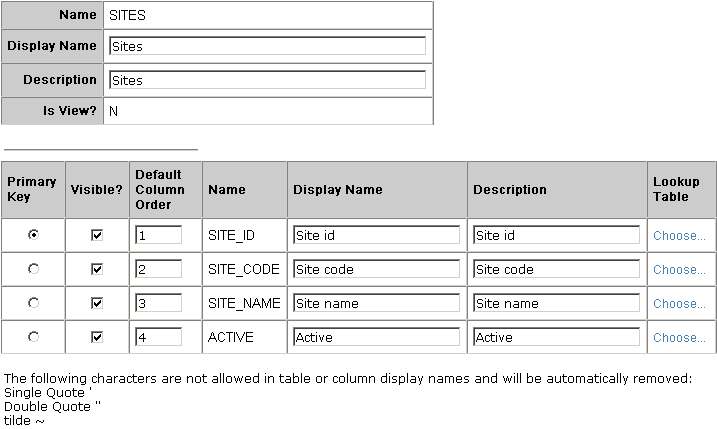 Name SITES
Display Name Sites
Description Sites
Is View? N
Primary Key Visible? Default Column Order Name Display Name Description Lookup Table
1 SITE_ID Site id Site id Choose...
2 SITE_CODE Site code Site code Choose...
3 SITE_NAME Site name Site name Choose...
4 ACTIVE Active Active Choose...
The following characters are not allowed in table or column display names and will be automatically removed:
Single Quote '
Double Quote "
tilde ~